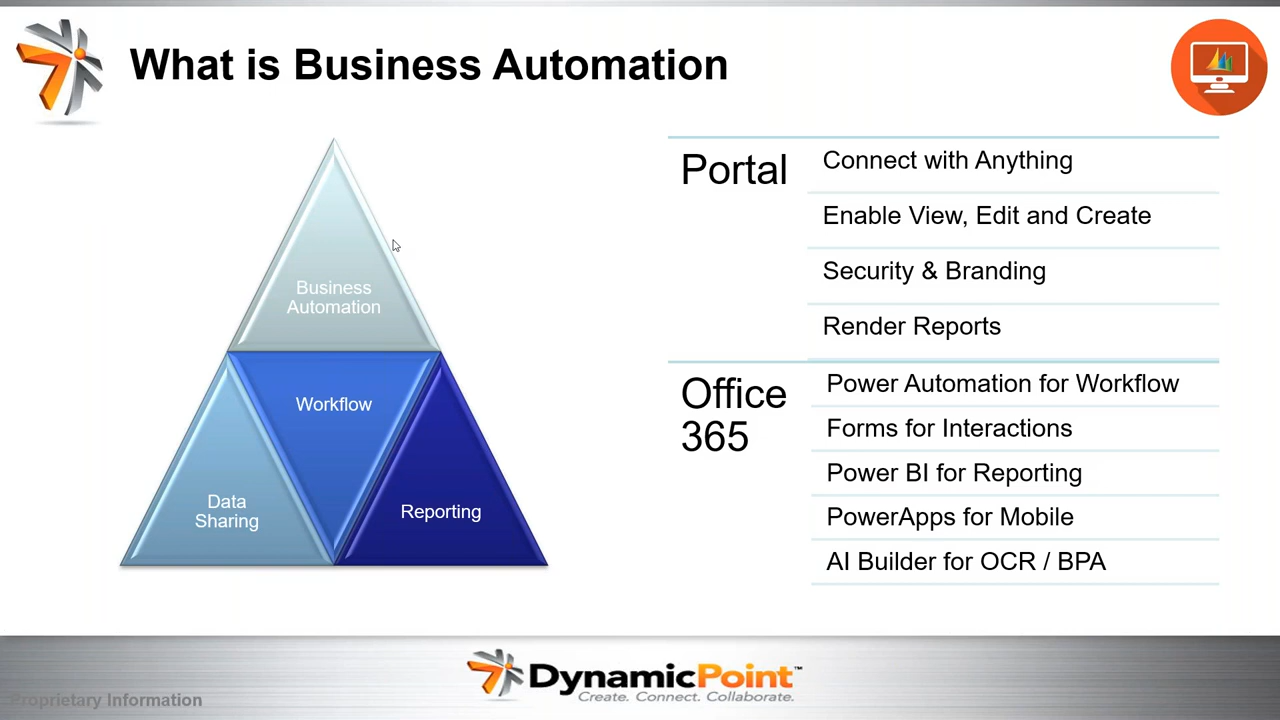 What is Business Automation
Business
Automation
Workflow
Data
Sharing
Reporting
Portal
Connect with Anything
Enable View, Edit and Create
Security & Branding
Render Reports
Office
365
Power Automation for Workflow
Forms for Interactions
Power BI for Reporting
PowerApps for Mobile
AI Builder for OCR / BPA
DynamicPoint™
Create. Connect. Collaborate.
Proprietary Information